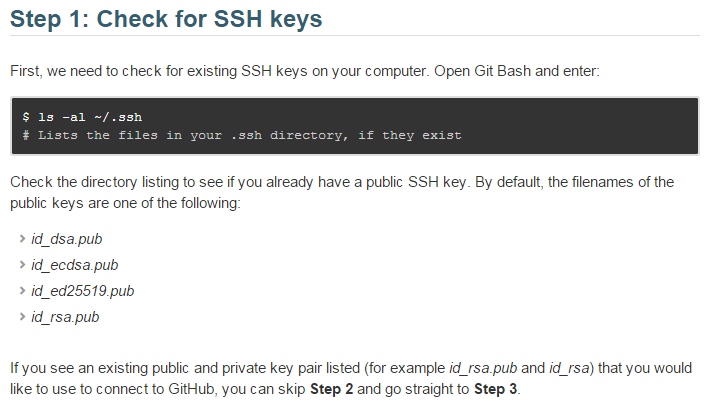 Step 1: Check for SSH keys
First, we need to check for existing SSH keys on your computer. Open Git Bash and enter:
$ ls -al ~/.ssh
# Lists the files in your .ssh directory, if they exist
Check the directory listing to see if you already have a public SSH key. By default, the filenames of the
public keys are one of the following:
id_dsa.pub
id_ecdsa.pub
id_ed25519.pub
id_rsa.pub
If you see an existing public and private key pair listed (for example id_rsa.pub and id_rsa) that you would
like to use to connect to GitHub, you can skip Step 2 and go straight to Step 3.